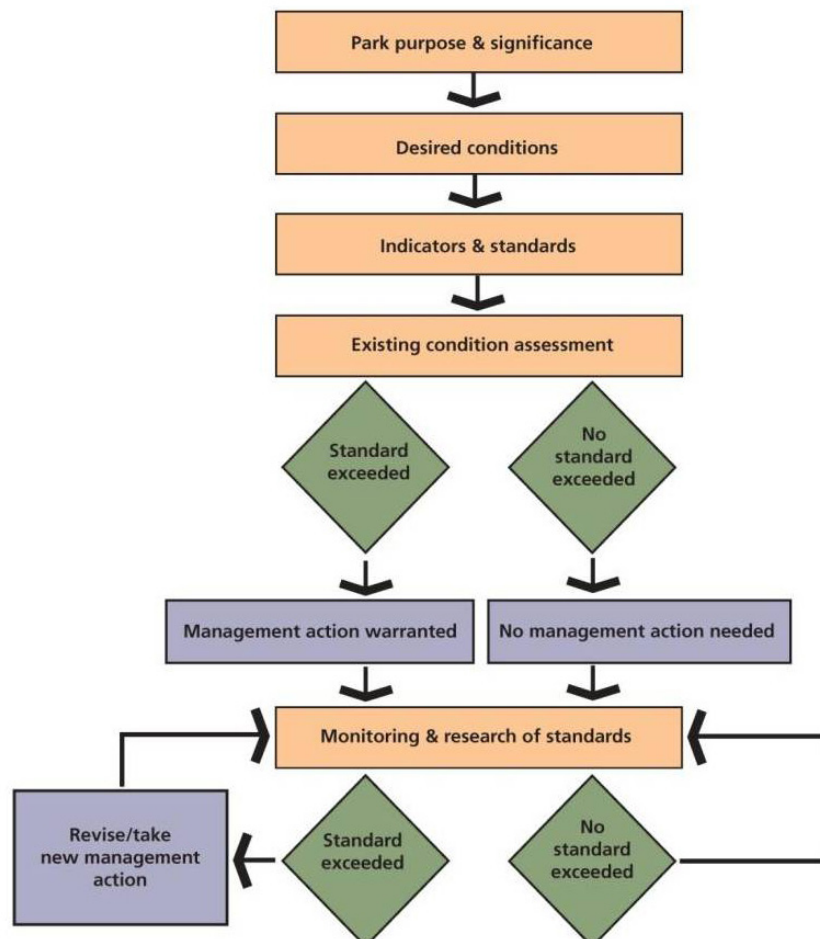 Park purpose & significance
Desired conditions
Indicators & standards
Existing condition assessment
Standard
exceeded
No
standard
exceeded
Management action warranted
No management action needed
Monitoring & research of standards
Revise/take
new management
action
Standard
exceeded
No
standard
exceeded